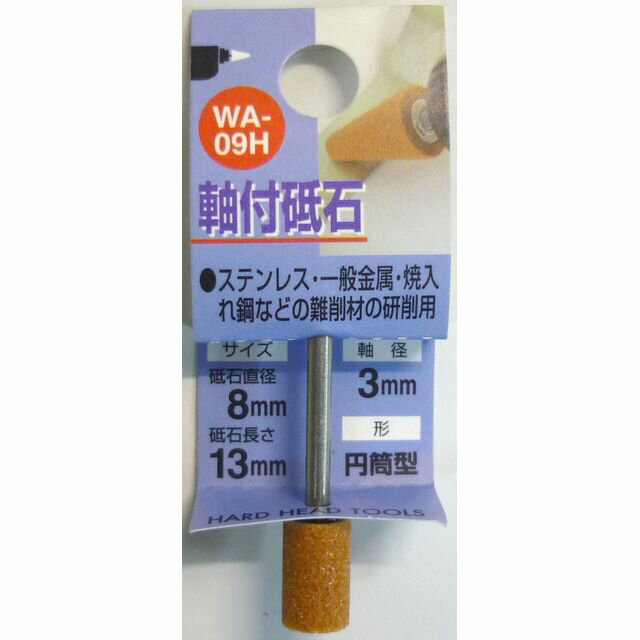 WA-
09H
軸付砥石
●ステンレス・一般金属・焼入
れ鋼などの難削材の研削用
サイズ
砥石直径
8mm
砥石長さ
13mm
軸径
3mm
形
円筒型
HARD HEAD TOOLS